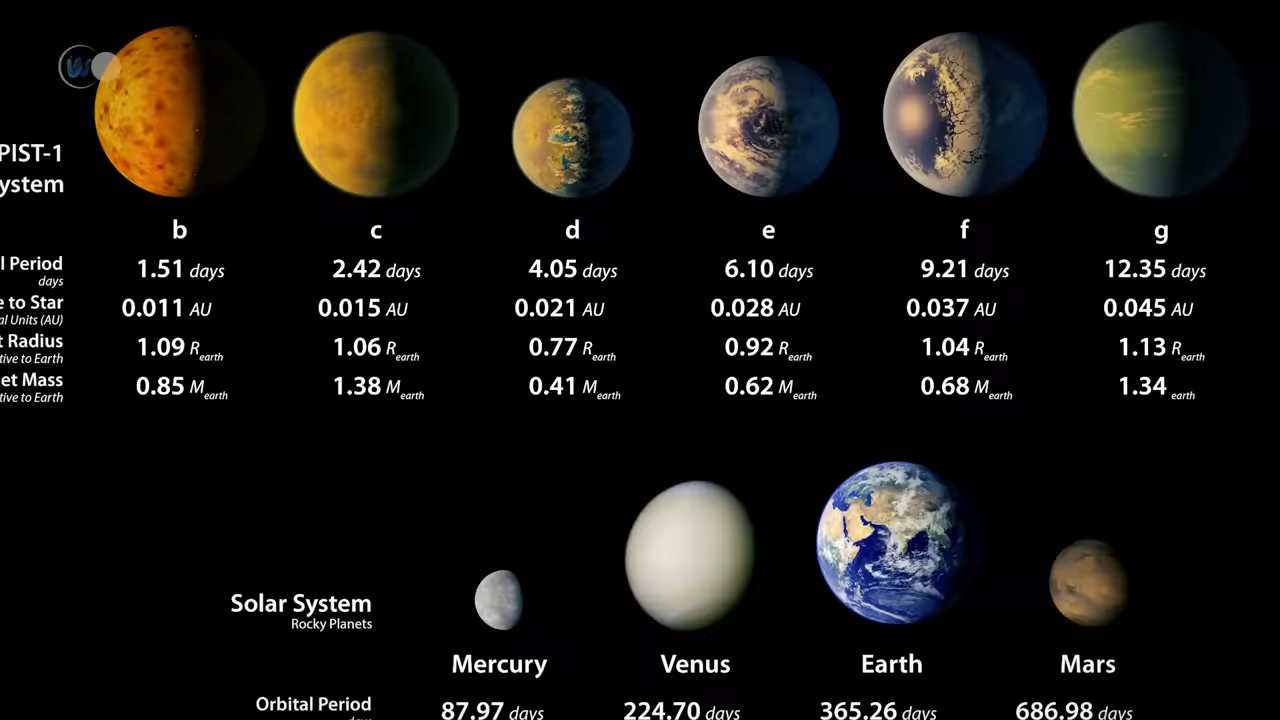 PIST-1
ystem
b c d e f g
l Period 1.51 days 2.42 days 4.05 days 6.10 days 9.21 days 12.35 days
days
e to Star 0.011 AU 0.015 AU 0.021 AU 0.028 AU 0.037 AU 0.045 AU
al Units (AU)
t Radius 1.09 Rearth 1.06 Rearth 0.77 Rearth 0.92 Rearth 1.04 Rearth 1.13 Rearth
tive to Earth
et Mass 0.85 Mearth 1.38 Mearth 0.41 Mearth 0.62 Mearth 0.68 Mearth 1.34 earth
tive to Earth
Solar System
Rocky Planets
Mercury Venus Earth Mars
Orbital Period 87.97 days 224.70 days 365.26 days 686.98 days